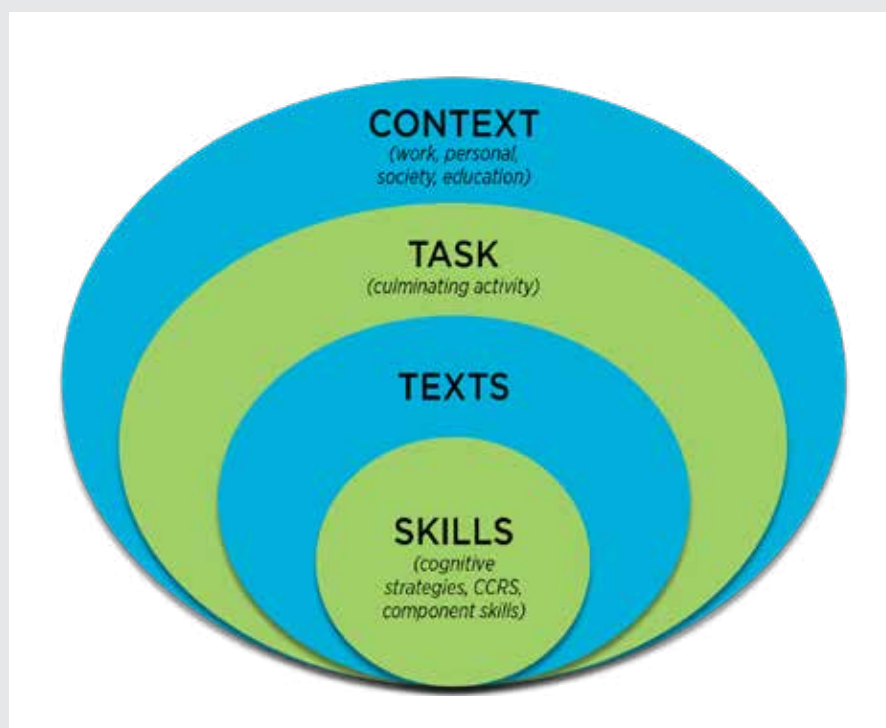 CONTEXT
(work, personal,
society, education)
TASK
(culminating activity)
TEXTS
SKILLS
(cognitive
strategies, CCRS,
component skills)